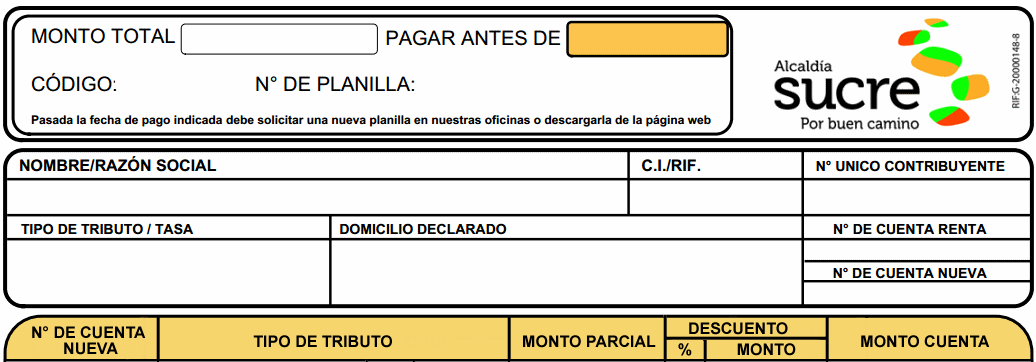 MONTO TOTAL PAGAR ANTES DE
CÓDIGO: N° DE PLANILLA:
Pasada la fecha de pago indicada debe solicitar una nueva planilla en nuestras oficinas o descargarla de la página web
Alcaldía
sucre
Por buen camino
RIF:G-20000148-8
NOMBRE/RAZÓN SOCIAL C.I./RIF. N° UNICO CONTRIBUYENTE
TIPO DE TRIBUTO / TASA DOMICILIO DECLARADO N° DE CUENTA RENTA
N° DE CUENTA NUEVA
N° DE CUENTA NUEVA TIPO DE TRIBUTO MONTO PARCIAL DESCUENTO MONTO CUENTA
% MONTO